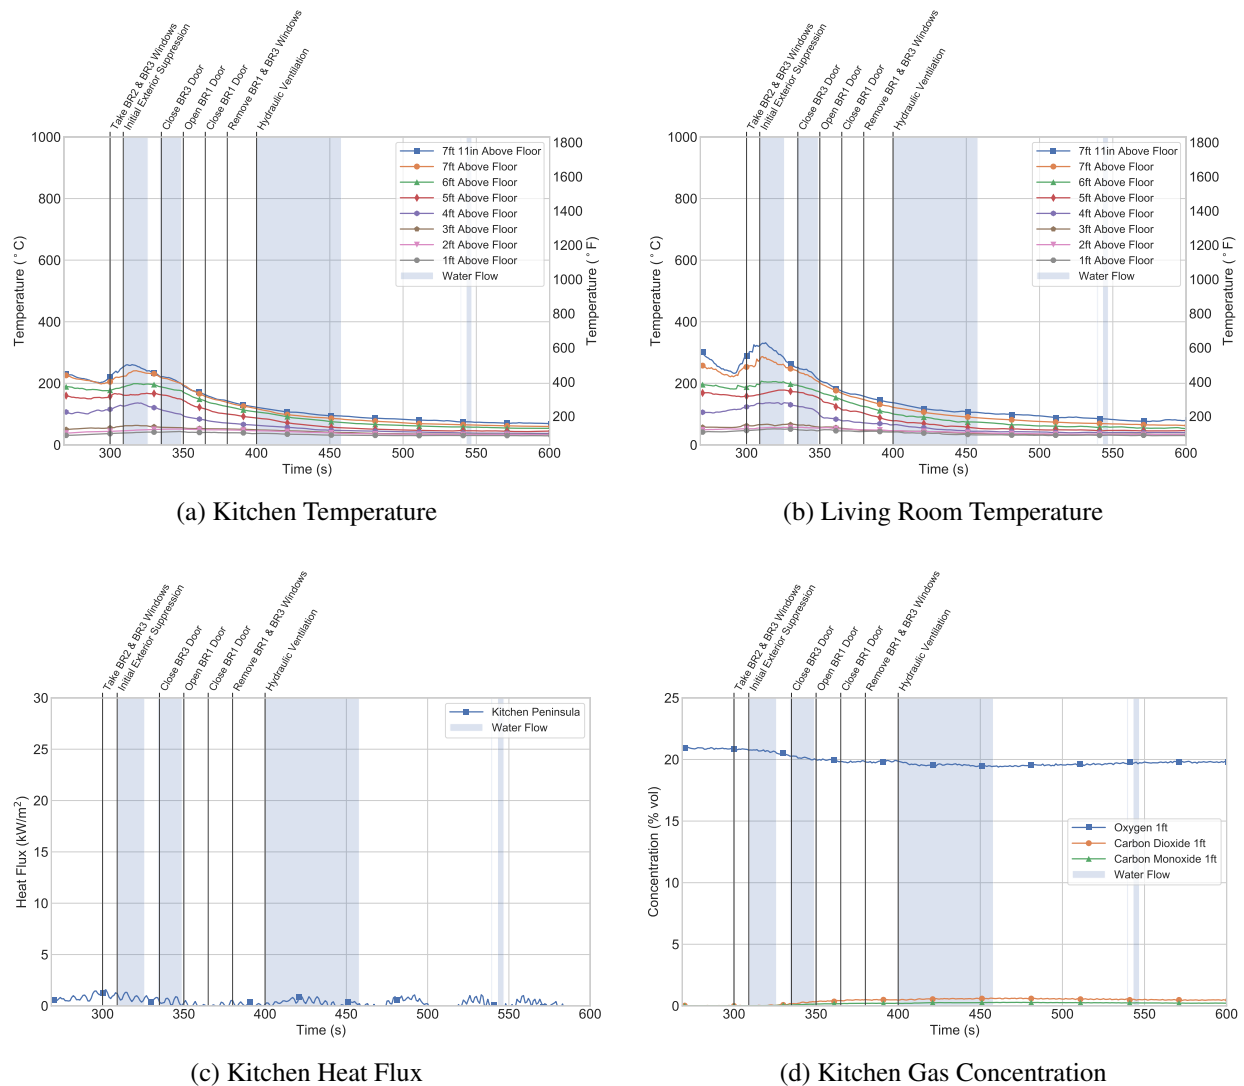 Take BR2 & BR3 Windows
Initial Exterior Suppression
Close BR3 Door
Open BR1 Door
Close BR1 Door
Remove BR1 & BR3 Windows
Hydraulic Ventilation
1000
800
600
400
200
0
1800
1600
1400
1200
1000
800
600
400
200
Temperature (°C)
Temperature (°F)
7ft 11in Above Floor
7ft Above Floor
6ft Above Floor
5ft Above Floor
4ft Above Floor
3ft Above Floor
2ft Above Floor
1ft Above Floor
Water Flow
300 350 400 450 500 550 600
Time (s)
(a) Kitchen Temperature
Take BR2 & BR3 Windows
Initial Exterior Suppression
Close BR3 Door
Open BR1 Door
Close BR1 Door
Remove BR1 & BR3 Windows
Hydraulic Ventilation
1000
800
600
400
200
0
1800
1600
1400
1200
1000
800
600
400
200
Temperature (°C)
Temperature (°F)
7ft 11in Above Floor
7ft Above Floor
6ft Above Floor
5ft Above Floor
4ft Above Floor
3ft Above Floor
2ft Above Floor
1ft Above Floor
Water Flow
300 350 400 450 500 550 600
Time (s)
(b) Living Room Temperature
Take BR2 & BR3 Windows
Initial Exterior Suppression
Close BR3 Door
Open BR1 Door
Close BR1 Door
Remove BR1 & BR3 Windows
Hydraulic Ventilation
30
25
20
15
10
5
0
Heat Flux (kW/m²)
Kitchen Peninsula
Water Flow
300 350 400 450 500 550 600
Time (s)
(c) Kitchen Heat Flux
Take BR2 & BR3 Windows
Initial Exterior Suppression
Close BR3 Door
Open BR1 Door
Close BR1 Door
Remove BR1 & BR3 Windows
Hydraulic Ventilation
25
20
15
10
5
0
Concentration (% vol)
Oxygen 1ft
Carbon Dioxide 1ft
Carbon Monoxide 1ft
Water Flow
300 350 400 450 500 550 600
Time (s)
(d) Kitchen Gas Concentration